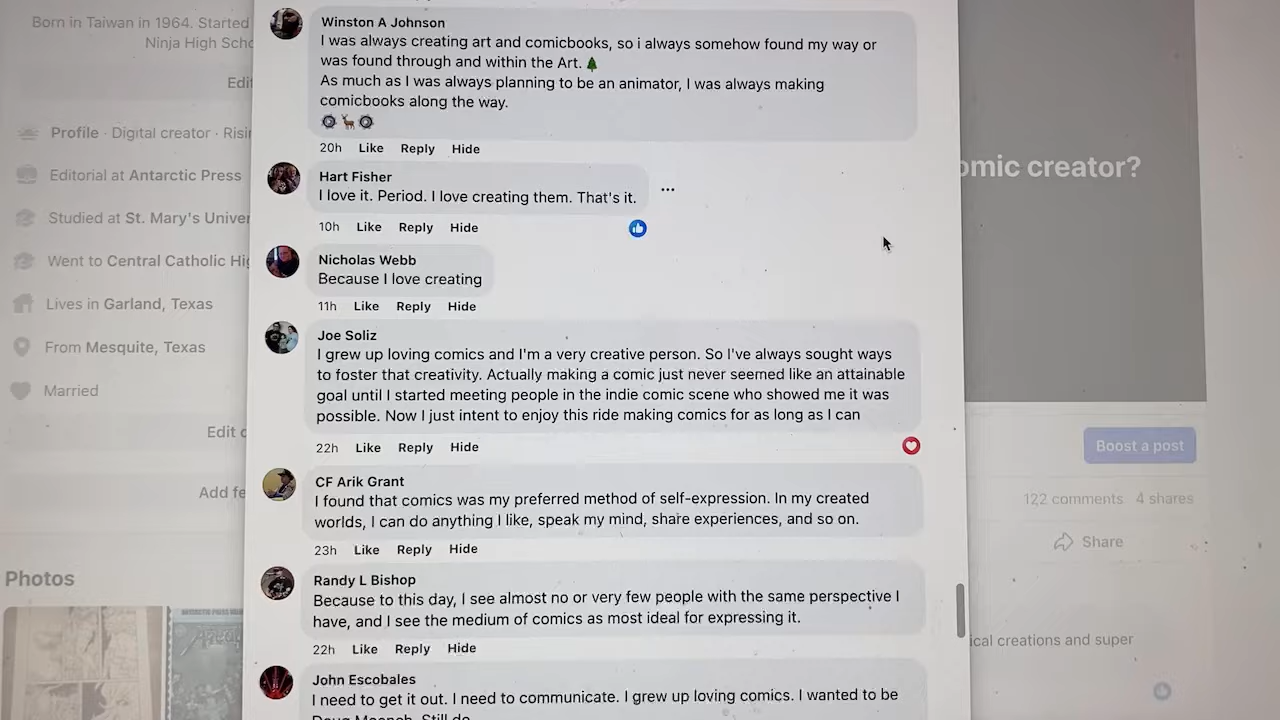 Born in Taiwan in 1964. Started
Ninja High Scho
Edi
Profile · Digital creator · Risin
Editorial at Antarctic Press
Studied at St. Mary's Univer
Went to Central Catholic Hig
Lives in Garland, Texas
From Mesquite, Texas
Married
Edit
Add fe
Photos
Winston A Johnson
I was always creating art and comicbooks, so i always somehow found my way or
was found through and within the Art. 🌲
As much as I was always planning to be an animator, I was always making
comicbooks along the way.
20h Like Reply Hide
Hart Fisher
I love it. Period. I love creating them. That's it.
...
10h Like Reply Hide
Nicholas Webb
Because I love creating
11h Like Reply Hide
Joe Soliz
I grew up loving comics and I'm a very creative person. So I've always sought ways
to foster that creativity. Actually making a comic just never seemed like an attainable
goal until I started meeting people in the indie comic scene who showed me it was
possible. Now I just intent to enjoy this ride making comics for as long as I can
22h Like Reply Hide
CF Arik Grant
I found that comics was my preferred method of self-expression. In my created
worlds, I can do anything I like, speak my mind, share experiences, and so on.
23h Like Reply Hide
Randy L Bishop
Because to this day, I see almost no or very few people with the same perspective I
have, and I see the medium of comics as most ideal for expressing it.
22h Like Reply Hide
John Escobales
I need to get it out. I need to communicate. I grew up loving comics. I wanted to be
omic creator?
Boost a post
122 comments 4 shares
Share
ical creations and super